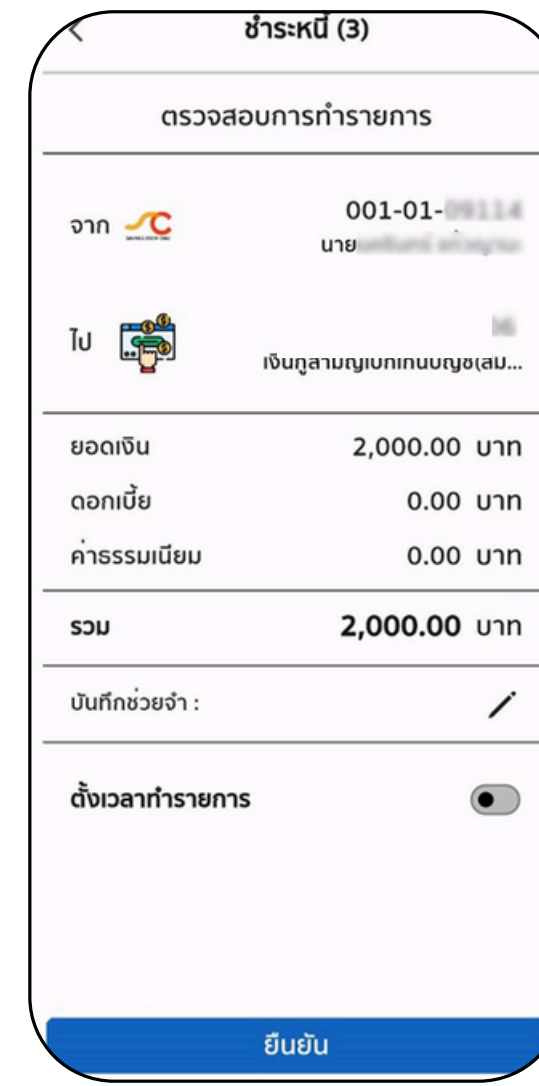 ชำระหนี้ (3)
ตรวจสอบการทำรายการ
จาก
001-01-
นาย
ไป
เงินกู้สามัญเบิกเกินบัญชี(สม...
ยอดเงิน 2,000.00 บาท
ดอกเบี้ย 0.00 บาท
ค่าธรรมเนียม 0.00 บาท
รวม 2,000.00 บาท
บันทึกช่วยจำ :
ตั้งเวลาทำรายการ
ยืนยัน